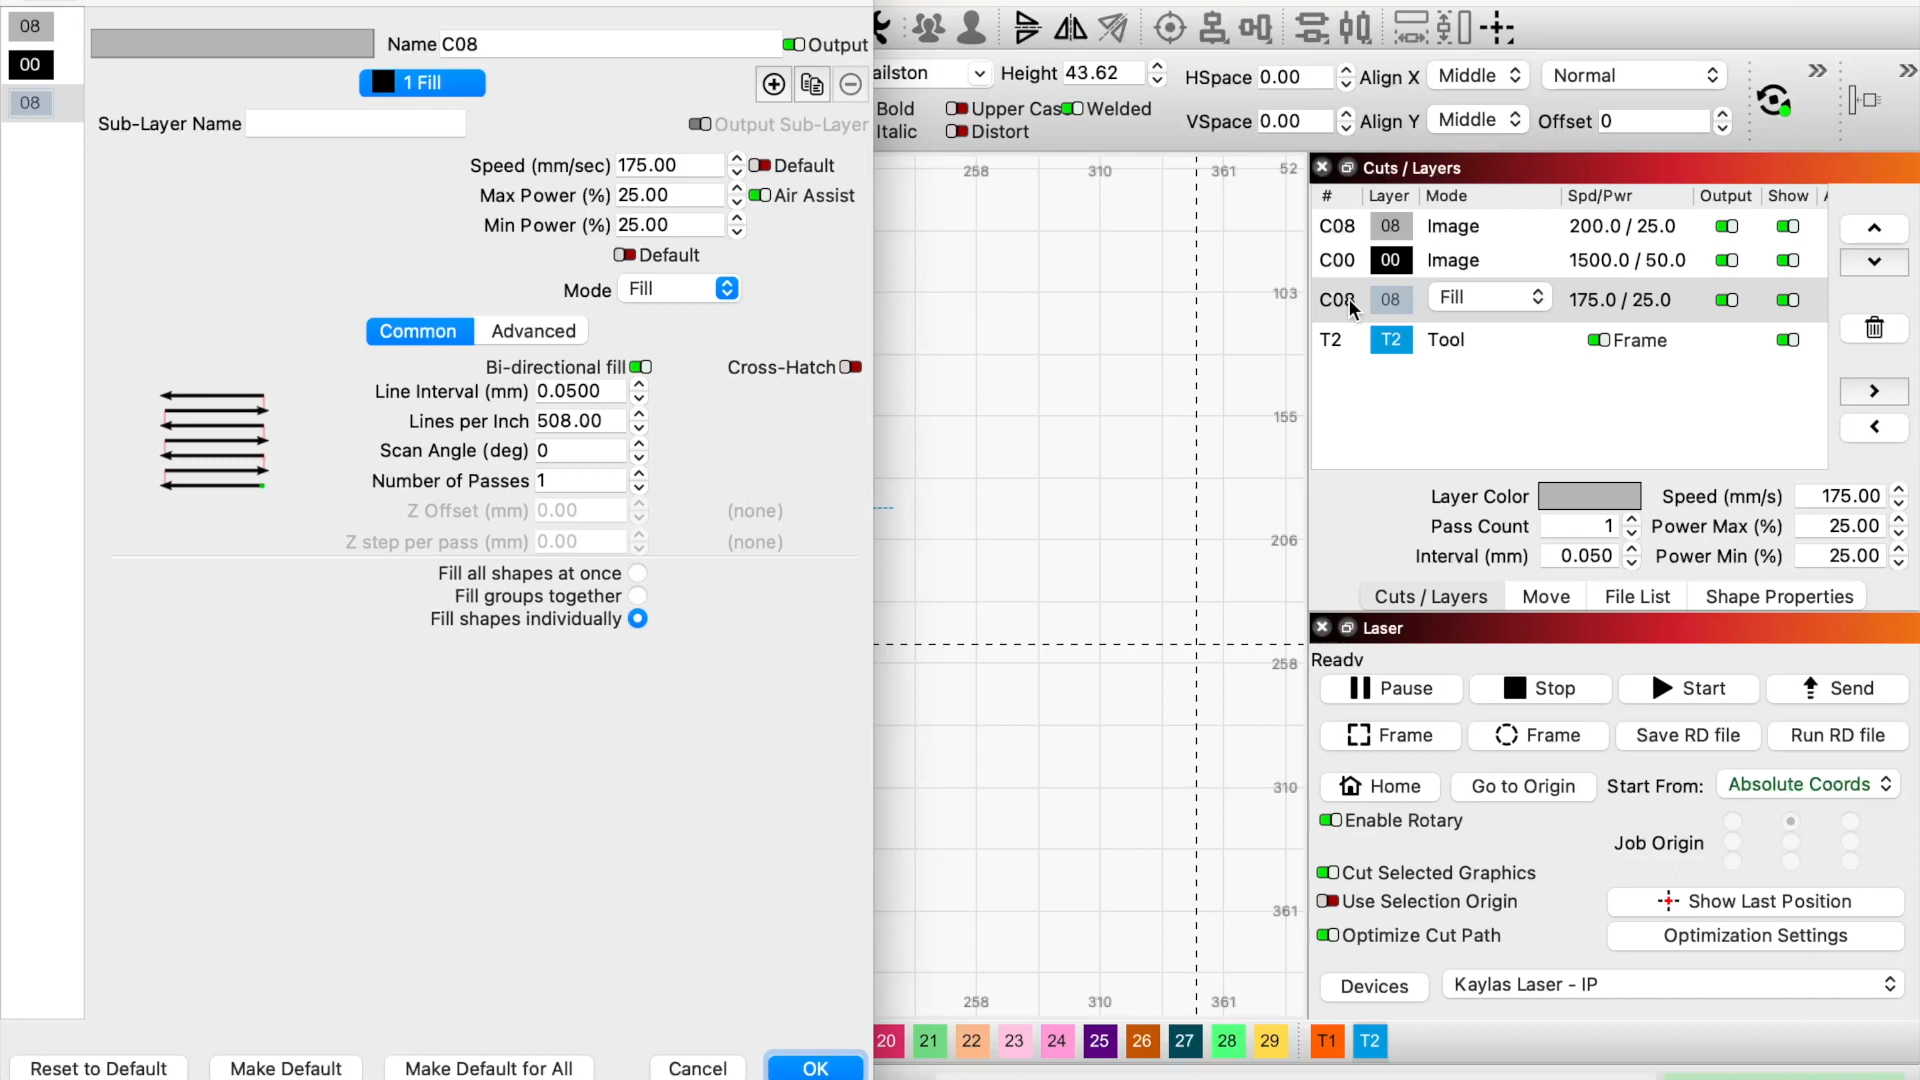 08
00
08
Name C08
Output
1 Fill
Sub-Layer Name
Output Sub-Layer
Speed (mm/sec) 175.00
Default
Max Power (%) 25.00
Air Assist
Min Power (%) 25.00
Default
Mode Fill
Common Advanced
Bi-directional fill
Cross-Hatch
Line Interval (mm) 0.0500
Lines per Inch 508.00
Scan Angle (deg) 0
Number of Passes 1
Z Offset (mm) 0.00 (none)
Z step per pass (mm) 0.00 (none)
Fill all shapes at once
Fill groups together
Fill shapes individually
Reset to Default Make Default Make Default for All Cancel OK
ailston Height 43.62 HSpace 0.00 Align X Middle Normal
Bold Upper Cas Welded
Italic Distort VSpace 0.00 Align Y Middle Offset 0
258 310 361 52
103
155
206
258
310
361
258 310 361
Cuts / Layers
# Layer Mode Spd/Pwr Output Show
C08 08 Image 200.0 / 25.0
C00 00 Image 1500.0 / 50.0
C08 08 Fill 175.0 / 25.0
T2 T2 Tool Frame
Layer Color Speed (mm/s) 175.00
Pass Count 1 Power Max (%) 25.00
Interval (mm) 0.050 Power Min (%) 25.00
Cuts / Layers Move File List Shape Properties
Laser
Ready
Pause Stop Start Send
Frame Frame Save RD file Run RD file
Home Go to Origin Start From: Absolute Coords
Enable Rotary
Job Origin
Cut Selected Graphics
Use Selection Origin Show Last Position
Optimize Cut Path Optimization Settings
Devices Kaylas Laser - IP
20 21 22 23 24 25 26 27 28 29 T1 T2